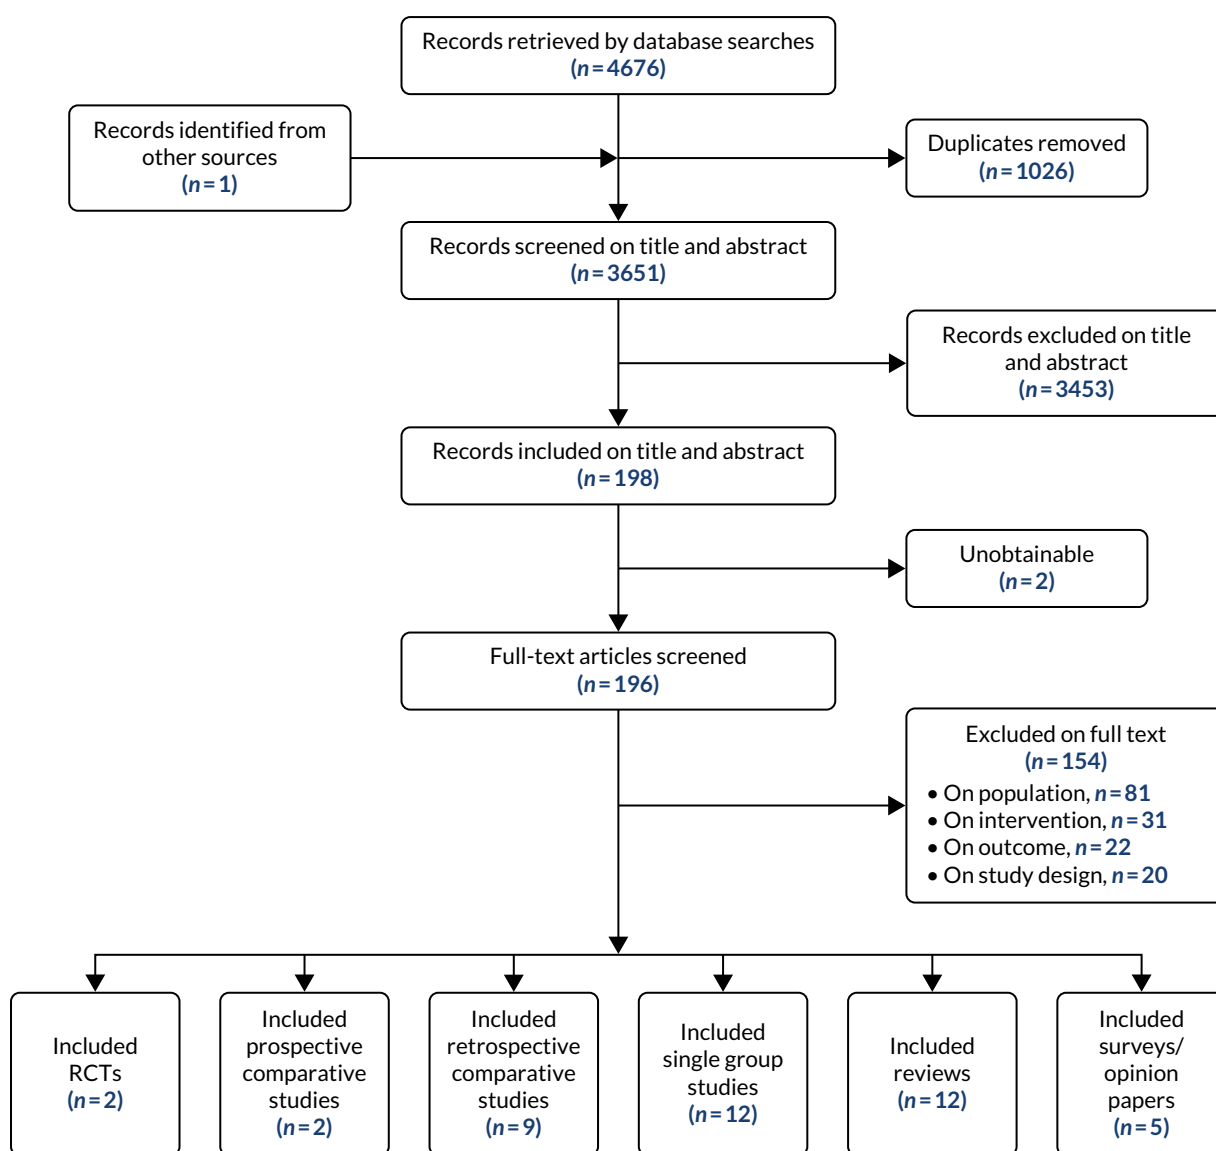 Records retrieved by database searches
(n=4676)
Records identified from
other sources
(n=1)
Duplicates removed
(n=1026)
Records screened on title and abstract
(n=3651)
Records excluded on title
and abstract
(n=3453)
Records included on title and abstract
(n=198)
Unobtainable
(n=2)
Full-text articles screened
(n=196)
Excluded on full text
(n=154)
• On population, n=81
• On intervention, n=31
• On outcome, n=22
• On study design, n=20
Included
RCTs
(n=2)
Included
prospective
comparative
studies
(n=2)
Included
retrospective
comparative
studies
(n=9)
Included
single group
studies
(n=12)
Included
reviews
(n=12)
Included
surveys/
opinion
papers
(n=5)